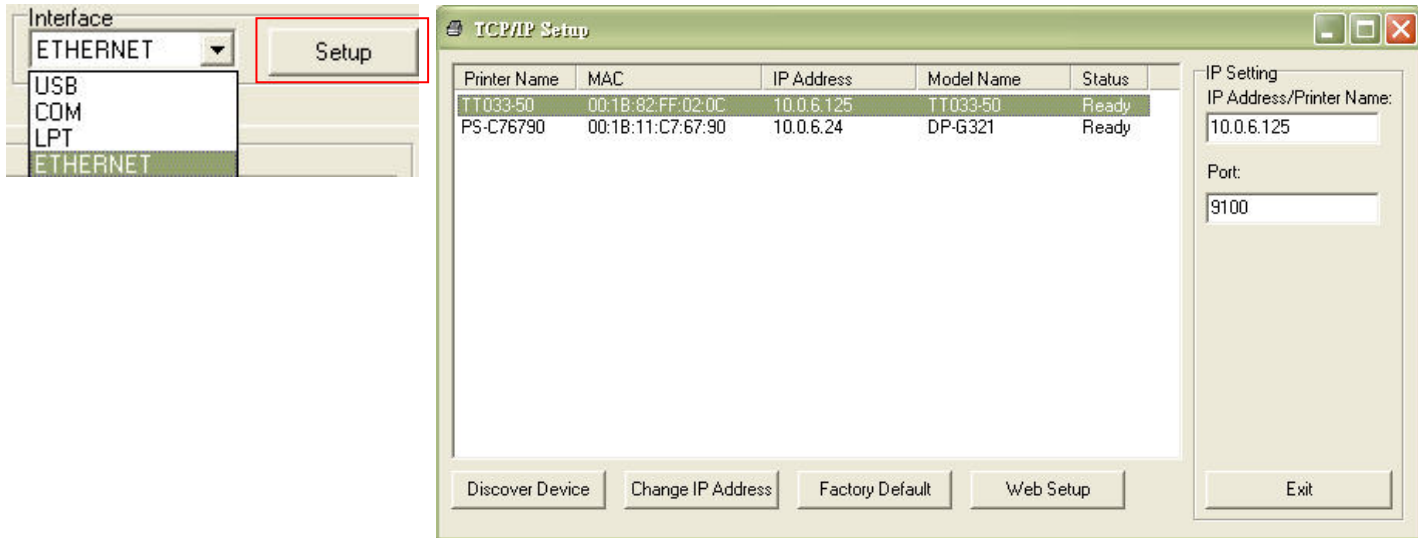 Interface
ETHERNET
Setup
USB
COM
LPT
ETHERNET
TCP/IP Setup
Printer Name MAC IP Address Model Name Status
TT033-50 00:1B:82:FF:02:0C 10.0.6.125 TT033-50 Ready
PS-C76790 00:1B:11:C7:67:90 10.0.6.24 DP-G321 Ready
IP Setting
IP Address/Printer Name:
10.0.6.125
Port:
9100
Discover Device Change IP Address Factory Default Web Setup Exit